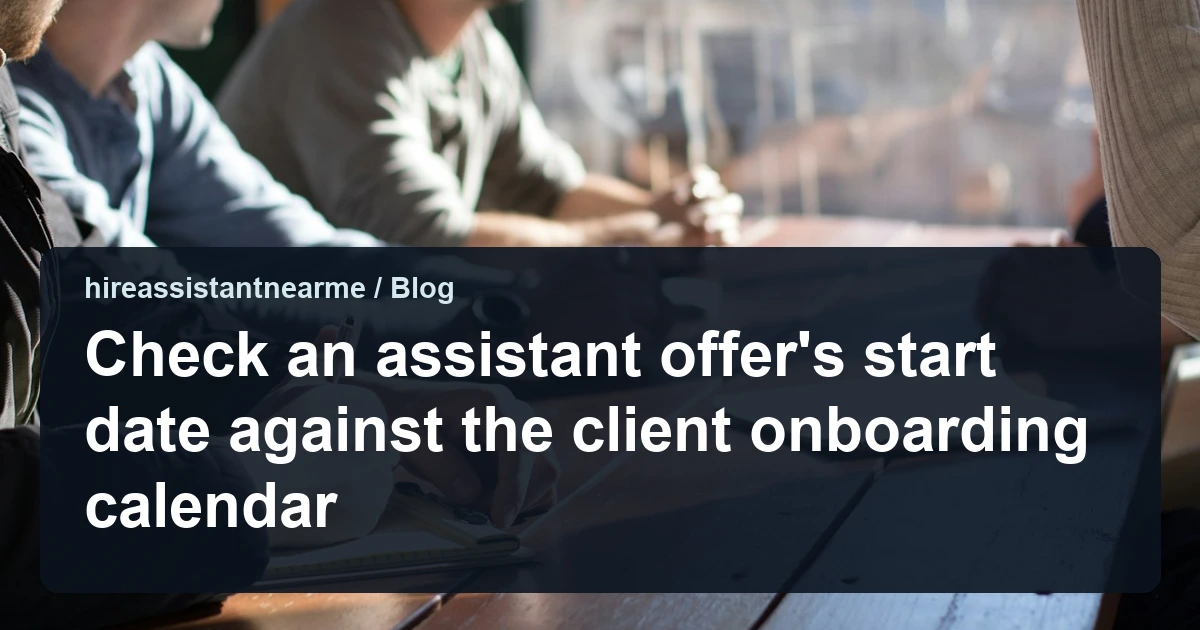 hireassistantnearme / Blog
Check an assistant offer's start
date against the client onboarding
calendar